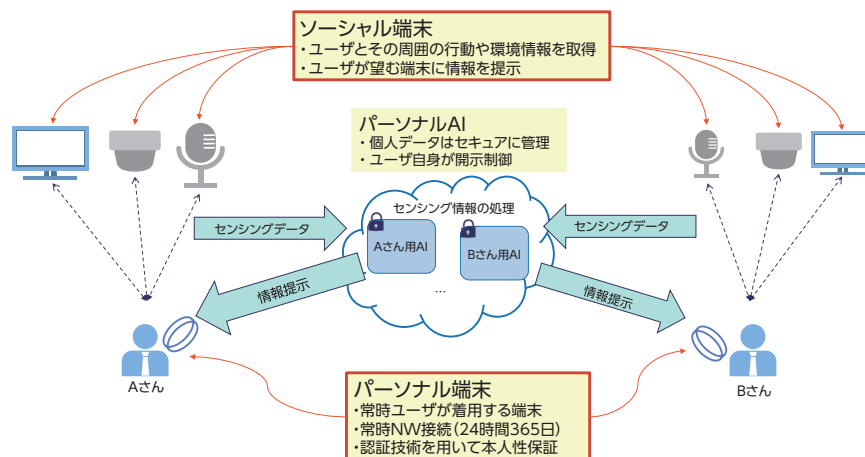 ソーシャル端末
・ユーザとその周囲の行動や環境情報を取得
・ユーザが望む端末に情報を提示
パーソナルAI
・個人データはセキュアに管理
・ユーザ自身が開示制御
センシング情報の処理
センシングデータ
Aさん用AI
Bさん用AI
センシングデータ
…
情報提示
情報提示
Aさん
Bさん
パーソナル端末
・常時ユーザが着用する端末
・常時NW接続(24時間365日)
・認証技術を用いて本人性保証